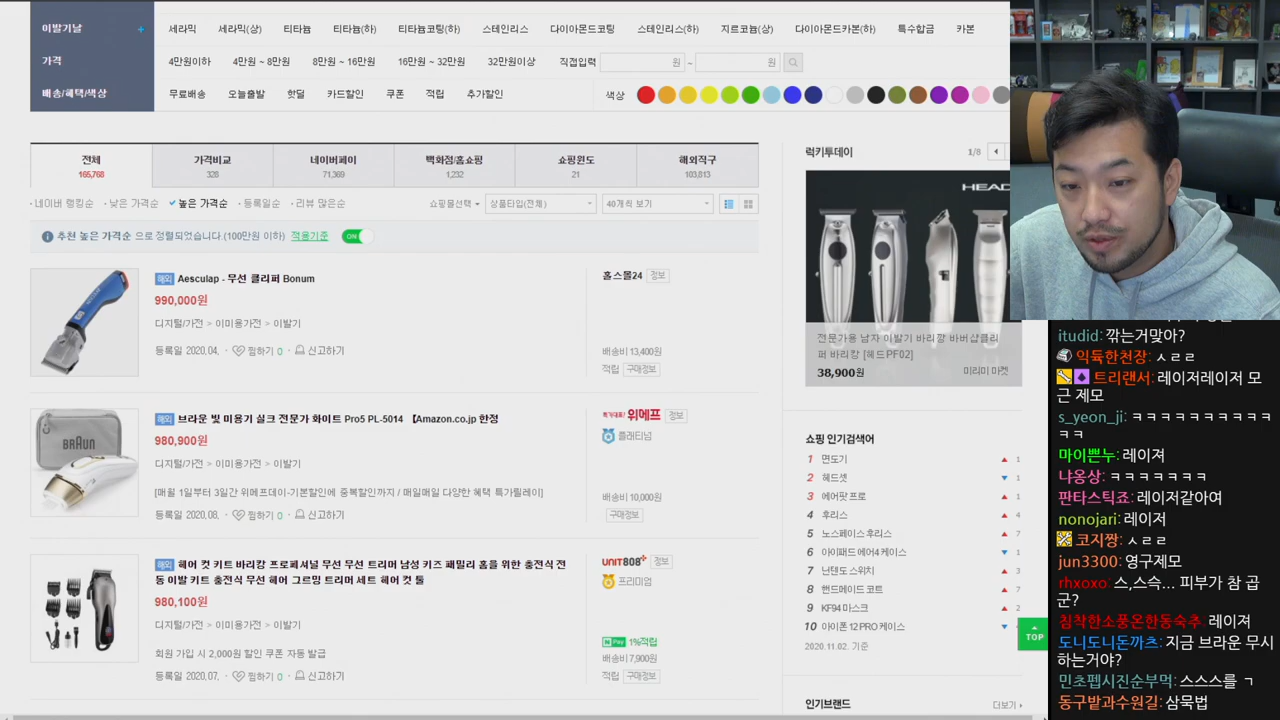 이발기날 + 세라믹 세라믹(상) 티타늄 티타늄(하) 티타늄코팅(하) 스테인리스 다이아몬드코팅 스테인리스(하) 지르코늄(상) 다이아몬드카본(하) 특수합금 카본
가격 4만원이하 4만원 ~ 8만원 8만원 ~ 16만원 16만원 ~ 32만원 32만원이상 직접입력 원 ~ 원
배송/혜택/색상 무료배송 오늘출발 핫딜 카드할인 쿠폰 적립 추가할인 색상
전체 가격비교 네이버페이 백화점/홈쇼핑 쇼핑윈도 해외직구
165,768 328 71,369 1,232 21 103,813
네이버 랭킹순 낮은 가격순 높은 가격순 등록일순 리뷰 많은순 쇼핑몰선택 상품타입(전체) 40개씩 보기
추천 높은 가격순 으로 정렬되었습니다.(100만원 이하) 적용기준 ON
해외 Aesculap - 무선 클리퍼 Bonum
990,000원
디지털/가전 > 이미용가전 > 이발기
등록일 2020.04. · 찜하기 0 · 신고하기
홀스몰24 정보
배송비 13,400원
적립 구매정보
해외 브라운 빛 미용기 실크 전문가 화이트 Pro5 PL-5014 【Amazon.co.jp 한정
980,900원
디지털/가전 > 이미용가전 > 이발기
[매월 1일부터 3일간 위메프데이-기본할인에 중복할인까지 / 매일매일 다양한 혜택 특가릴레이]
등록일 2020.08. · 찜하기 0 · 신고하기
BRAUN
위메프 정보
플래티넘
배송비 10,000원
구매정보
해외 헤어 컷 키트 바리캉 프로페셔널 무선 무선 트리머 남성 키즈 패밀리 홈을 위한 충전식 전
동 이발 키트 충전식 무선 헤어 그르밍 트리머 세트 헤어 컷 툴
980,100원
디지털/가전 > 이미용가전 > 이발기
회원 가입 시 2,000원 할인 쿠폰 자동 발급
등록일 2020.07. · 찜하기 0 · 신고하기
UNIT808 정보
프리미엄
N Pay 1%적립
배송비 7,900원
적립 구매정보
럭키투데이 1/8
HEAD
전문가용 남자 이발기 바리깡 바버샵클리
퍼 바리캉 [헤드PF02]
38,900원 미리미 마켓
쇼핑 인기검색어
1 면도기 1
2 헤드셋 1
3 에어팟 프로 1
4 후리스 4
5 노스페이스 후리스 7
6 아이패드 에어4 케이스 1
7 닌텐도 스위치 3
8 핸드메이드 코트 7
9 KF94 마스크 2
10 아이폰 12 PRO 케이스
2020.11.02. 기준
TOP
인기브랜드 더보기
itudid: 깎는거맞아?
익듁한천장: ㅅㄹㄹ
트리랜서: 레이저레이저 모
근 제모
s_yeon_ji: ㅋㅋㅋㅋㅋㅋㅋㅋㅋㅋ
ㅋㅋ
마이쁜누: 레이져
냐옹상: ㅋㅋㅋㅋㅋㅋㅋ
판타스틱죠: 레이저같아여
nonojari: 레이저
코지짱: ㅅㄹㄹ
jun3300: 영구제모
rhxoxo: 스,스슥... 피부가 참 곱
군?
침착한소풍온한동숙추: 레이져
도니도니돈까츠: 지금 브라운 무시
하는거야?
민초펩시진순부먹: 스스스를 ㄱ
동구밭과수원길: 삼묵법